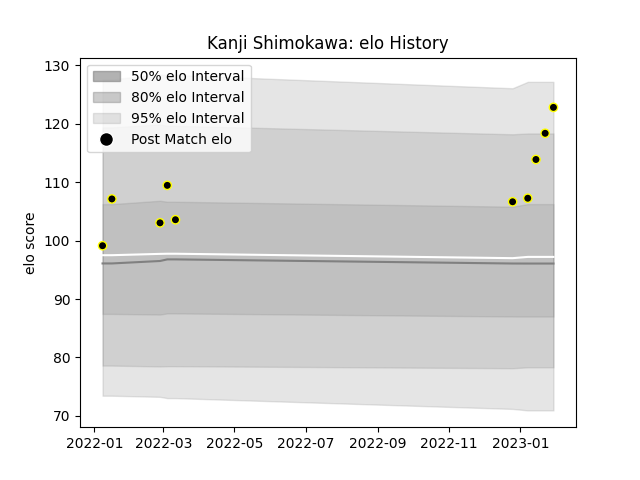 Kanji Shimokawa: elo History
50% elo Interval
80% elo Interval
95% elo Interval
Post Match elo
elo score
130
120
110
100
90
80
70
2022-01 2022-03 2022-05 2022-07 2022-09 2022-11 2023-01